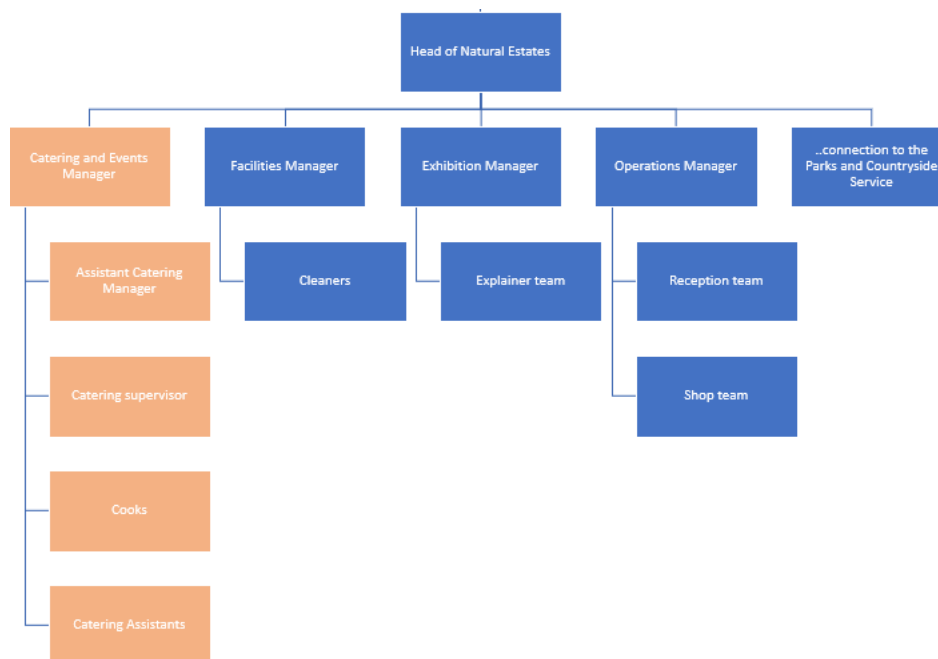 Head of Natural Estates
Catering and Events
Manager
Facilities Manager
Exhibition Manager
Operations Manager
..connection to the
Parks and Countryside
Service
Assistant Catering
Manager
Cleaners
Explainer team
Reception team
Catering supervisor
Shop team
Cooks
Catering Assistants